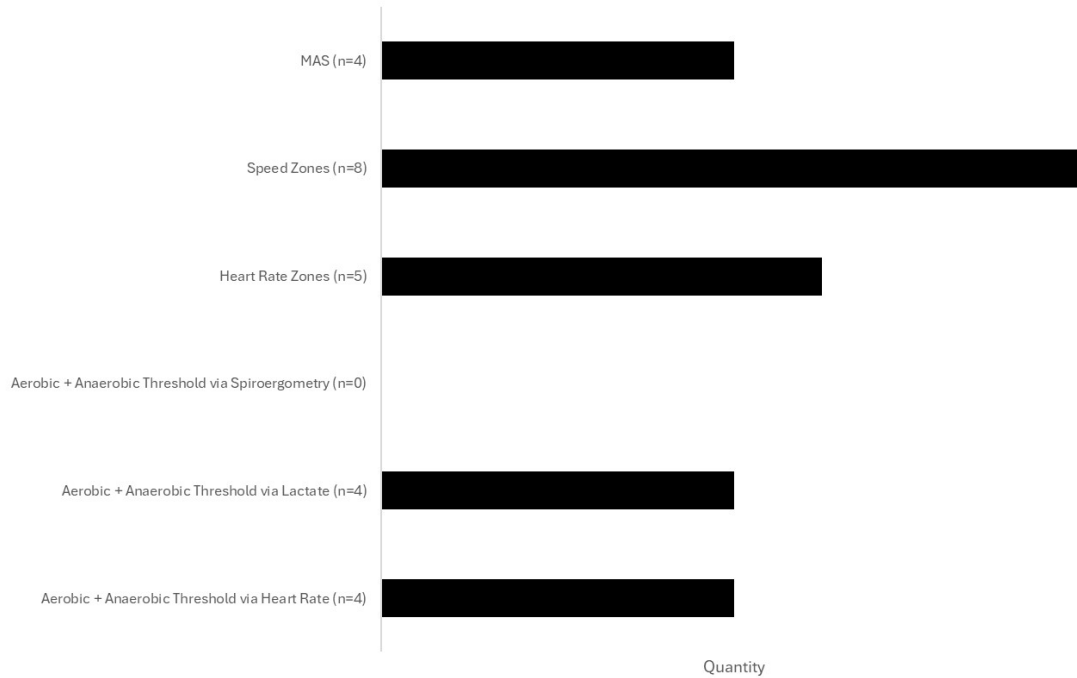 MAS (n=4)
Speed Zones (n=8)
Heart Rate Zones (n=5)
Aerobic + Anaerobic Threshold via Spiroergometry (n=0)
Aerobic + Anaerobic Threshold via Lactate (n=4)
Aerobic + Anaerobic Threshold via Heart Rate (n=4)
Quantity